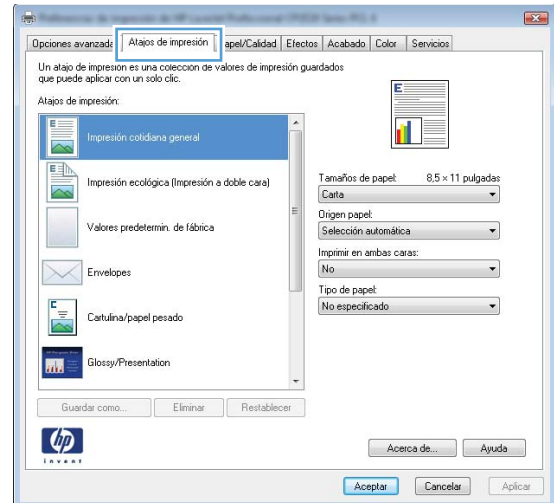 Opciones avanzada
Atajos de impresión
apel/Calidad
Efectos
Acabado
Color
Servicios
Un atajo de impresión es una colección de valores de impresión guardados
que puede aplicar con un solo clic.
Atajos de impresión:
E
Impresión cotidiana general
E
Impresión ecológica (Impresión a doble cara)
Valores predetermin. de fábrica
Envelopes
E
Cartulina/papel pesado
Glossy/Presentation
Guardar como...
Eliminar
Restablecer
E
Tamaños de papel: 8,5 × 11 pulgadas
Carta
Origen papel:
Selección automática
Imprimir en ambas caras:
No
Tipo de papel:
No especificado
hp
invent
Acerca de...
Ayuda
Aceptar
Cancelar
Aplicar